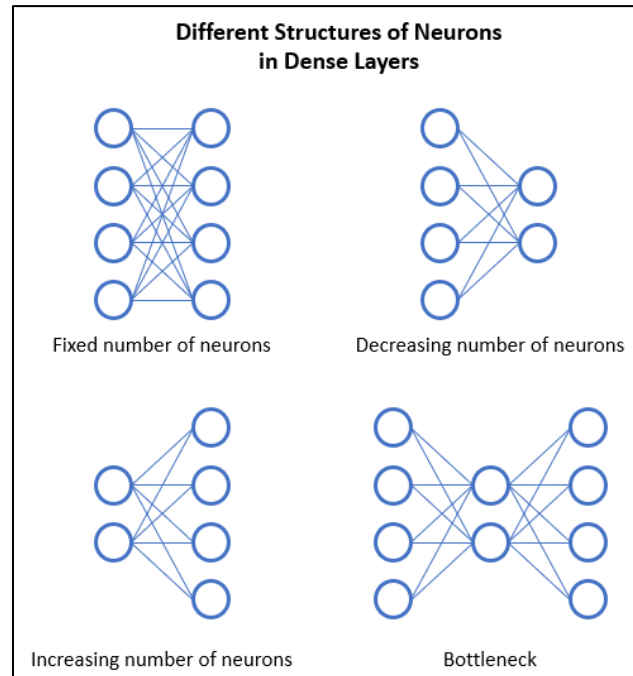 Different Structures of Neurons
in Dense Layers
Fixed number of neurons
Decreasing number of neurons
Increasing number of neurons
Bottleneck